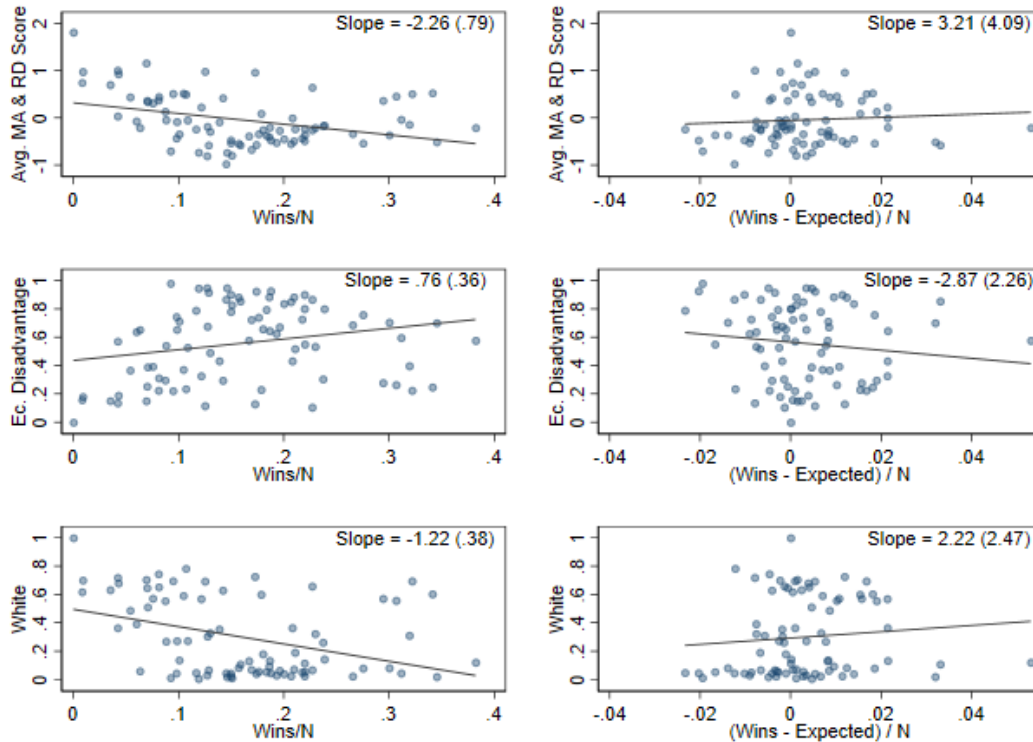 Slope = -2.26 (.79)
Avg. MA & RD Score
2
1
0
-1
0 .1 .2 .3 .4
Wins/N
Slope = 3.21 (4.09)
Avg. MA & RD Score
2
1
0
-1
-.04 -.02 0 .02 .04
(Wins - Expected) / N
Slope = .76 (.36)
Ec. Disadvantage
1
.8
.6
.4
.2
0
0 .1 .2 .3 .4
Wins/N
Slope = -2.87 (2.26)
Ec. Disadvantage
1
.8
.6
.4
.2
0
-.04 -.02 0 .02 .04
(Wins - Expected) / N
Slope = -1.22 (.38)
White
1
.8
.6
.4
.2
0
0 .1 .2 .3 .4
Wins/N
Slope = 2.22 (2.47)
White
1
.8
.6
.4
.2
0
-.04 -.02 0 .02 .04
(Wins - Expected) / N